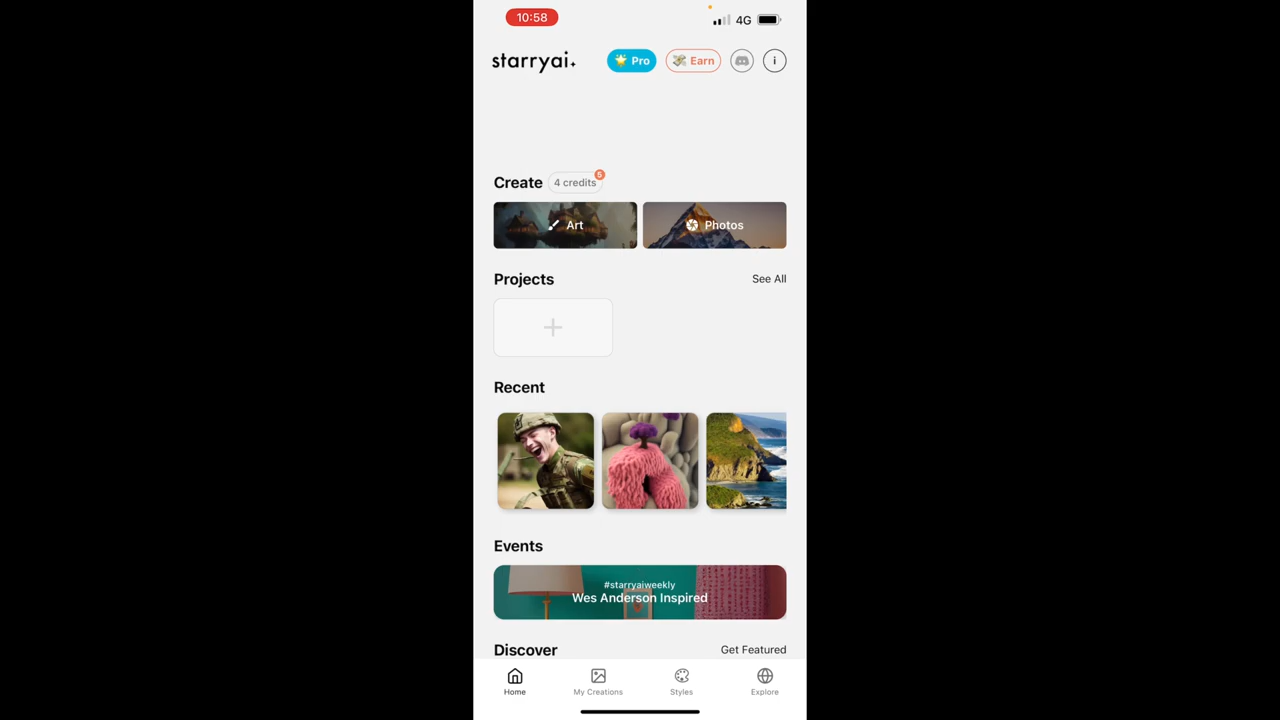 10:58
4G
starryai
Pro
Earn
i
Create
4 credits
5
Art
Photos
Projects
See All
+
Recent
Events
#starryaiweekly
Wes Anderson Inspired
Discover
Get Featured
Home
My Creations
Styles
Explore